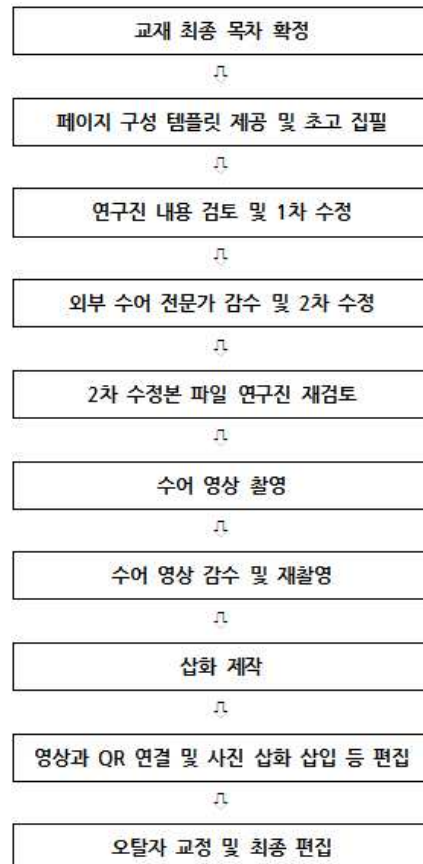 교재 최종 목차 확정
페이지 구성 템플릿 제공 및 초고 집필
연구진 내용 검토 및 1차 수정
외부 수어 전문가 감수 및 2차 수정
2차 수정본 파일 연구진 재검토
수어 영상 촬영
수어 영상 감수 및 재촬영
삽화 제작
영상과 QR 연결 및 사진 삽화 삽입 등 편집
오탈자 교정 및 최종 편집